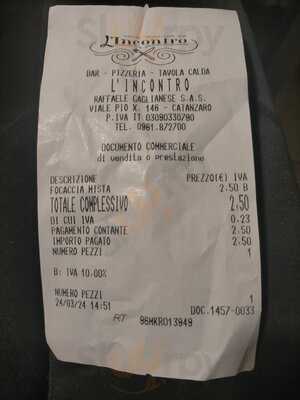 L'Incontro
BAR - PIZZERIA - TAVOLA CALDA
L'INCONTRO
RAFFAELE GAGLIANESE S.A.S.
VIALE PIO X. 146 - CATANZARO
P.IVA IT 03090330790
TEL. 0961.872700
DOCUMENTO COMMERCIALE
di vendita o prestazione
DESCRIZIONE PREZZO(€) IVA
FOCACCIA MISTA 2.50 B
TOTALE COMPLESSIVO 2,50
DI CUI IVA 0.23
PAGAMENTO CONTANTE 2.50
IMPORTO PAGATO 2.50
NUMERO PEZZI 1
B: IVA 10.00%
NUMERO PEZZI 1
24/03/24 14:51 DOC.1457-0033
RT 96MKR013949